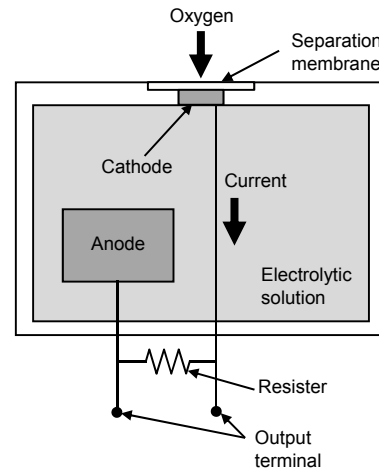 Oxygen
Separation
membrane
Cathode
Current
Anode
Electrolytic
solution
Resister
Output
terminal